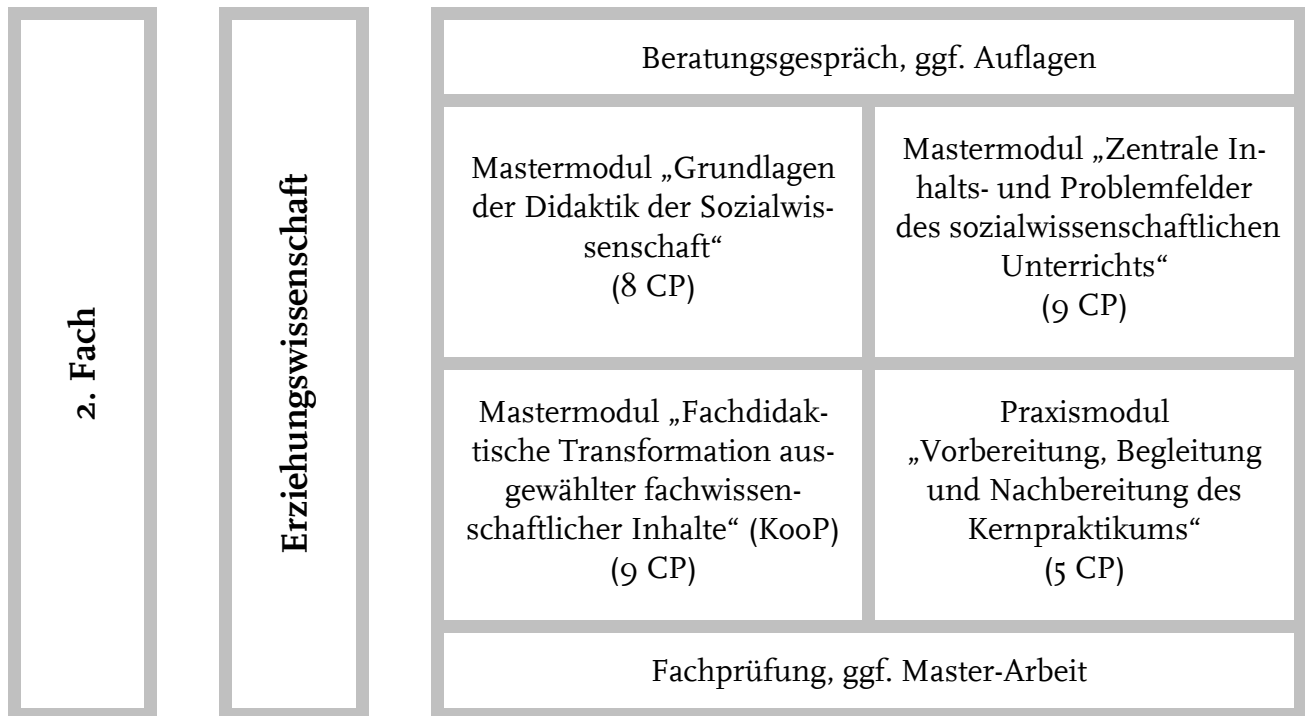 2. Fach
Erziehungswissenschaft
Beratungsgespräch, ggf. Auflagen
Mastermodul „Grundlagen
der Didaktik der Sozialwis-
senschaft“
(8 CP)
Mastermodul „Zentrale In-
halts- und Problemfelder
des sozialwissenschaftlichen
Unterrichts“
(9 CP)
Mastermodul „Fachdidak-
tische Transformation aus-
gewählter fachwissen-
schaftlicher Inhalte“ (KooP)
(9 CP)
Praxismodul
„Vorbereitung, Begleitung
und Nachbereitung des
Kernpraktikums“
(5 CP)
Fachprüfung, ggf. Master-Arbeit